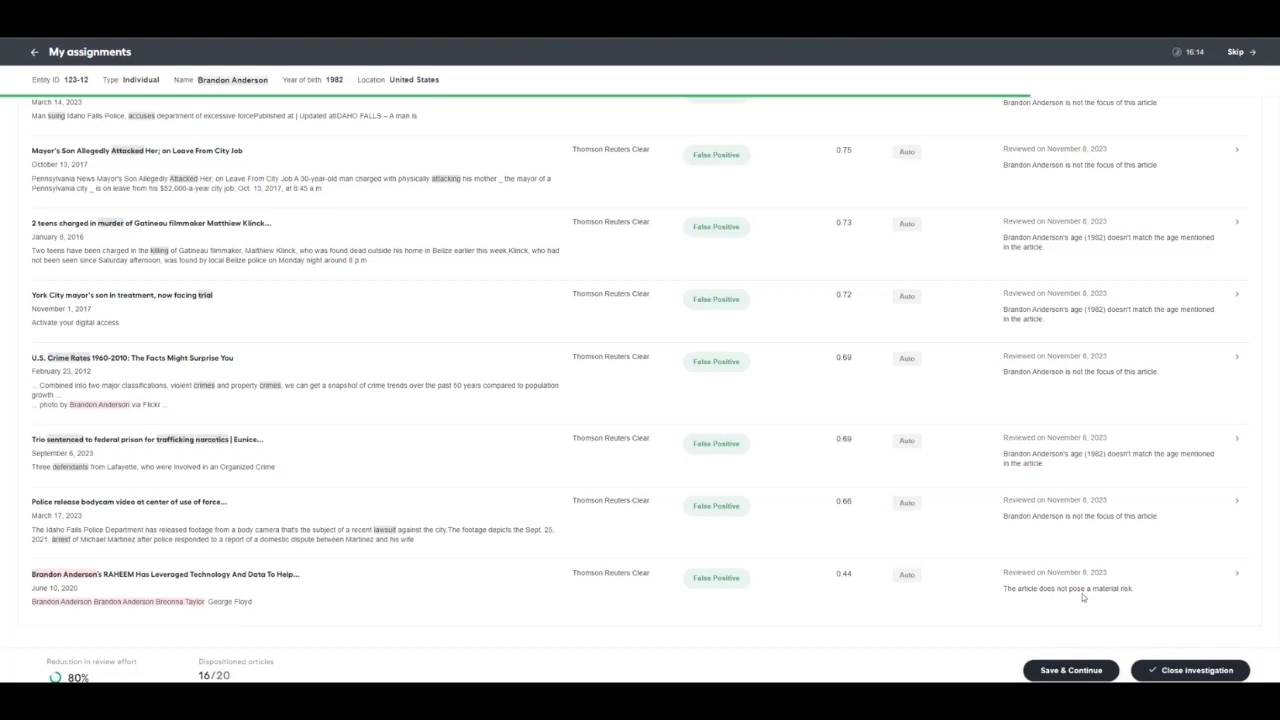 ← My assignments
16:14
Skip →
Entity ID 123-12 Type Individual Name Brandon Anderson Year of birth 1982 Location United States
March 14, 2023
Brandon Anderson is not the focus of this article.
Man suing Idaho Falls Police, accuses department of excessive forcePublished at | Updated atIDAHO FALLS – A man is
Mayor's Son Allegedly Attacked Her; on Leave From City Job
Thomson Reuters Clear
False Positive
0.75
Auto
Reviewed on November 8, 2023
October 13, 2017
Brandon Anderson is not the focus of this article.
Pennsylvania News Mayor's Son Allegedly Attacked Her; on Leave From City Job A 30-year-old man charged with physically attacking his mother _ the mayor of a
Pennsylvania city _ is on leave from his $52,000-a-year city job. Oct. 13, 2017, at 8:45 a.m
2 teens charged in murder of Gatineau filmmaker Matthiew Klinck...
Thomson Reuters Clear
False Positive
0.73
Auto
Reviewed on November 8, 2023
January 8, 2016
Brandon Anderson's age (1982) doesn't match the age mentioned
in the article.
Two teens have been charged in the killing of Gatineau filmmaker, Matthew Klinck, who was found dead outside his home in Belize earlier this week.Klinck, who had
not been seen since Saturday afternoon, was found by local Belize police on Monday night around 8 p.m
York City mayor's son in treatment, now facing trial
Thomson Reuters Clear
False Positive
0.72
Auto
Reviewed on November 8, 2023
November 1, 2017
Brandon Anderson's age (1982) doesn't match the age mentioned
in the article.
Activate your digital access
U.S. Crime Rates 1960-2010: The Facts Might Surprise You
Thomson Reuters Clear
False Positive
0.69
Auto
Reviewed on November 8, 2023
February 23, 2012
Brandon Anderson is not the focus of this article.
... Combined into two major classifications, violent crimes and property crimes, we can get a snapshot of crime trends over the past 50 years compared to population
growth ...
... photo by Brandon Anderson via Flickr ...
Trio sentenced to federal prison for trafficking narcotics | Eunice...
Thomson Reuters Clear
False Positive
0.69
Auto
Reviewed on November 8, 2023
September 6, 2023
Brandon Anderson's age (1982) doesn't match the age mentioned
in the article.
Three defendants from Lafayette, who were involved in an Organized Crime
Police release bodycam video at center of use of force...
Thomson Reuters Clear
False Positive
0.66
Auto
Reviewed on November 8, 2023
March 17, 2023
Brandon Anderson is not the focus of this article.
The Idaho Falls Police Department has released footage from a body camera that's the subject of a recent lawsuit against the city.The footage depicts the Sept. 25,
2021, arrest of Michael Martinez after police responded to a report of a domestic dispute between Martinez and his wife
Brandon Anderson's RAHEEM Has Leveraged Technology And Data To Help...
Thomson Reuters Clear
False Positive
0.44
Auto
Reviewed on November 8, 2023
June 10, 2020
The article does not pose a material risk.
Brandon Anderson Brandon Anderson Breonna Taylor George Floyd
Reduction in review effort
80%
Dispositioned articles
16/20
Save & Continue
Close investigation